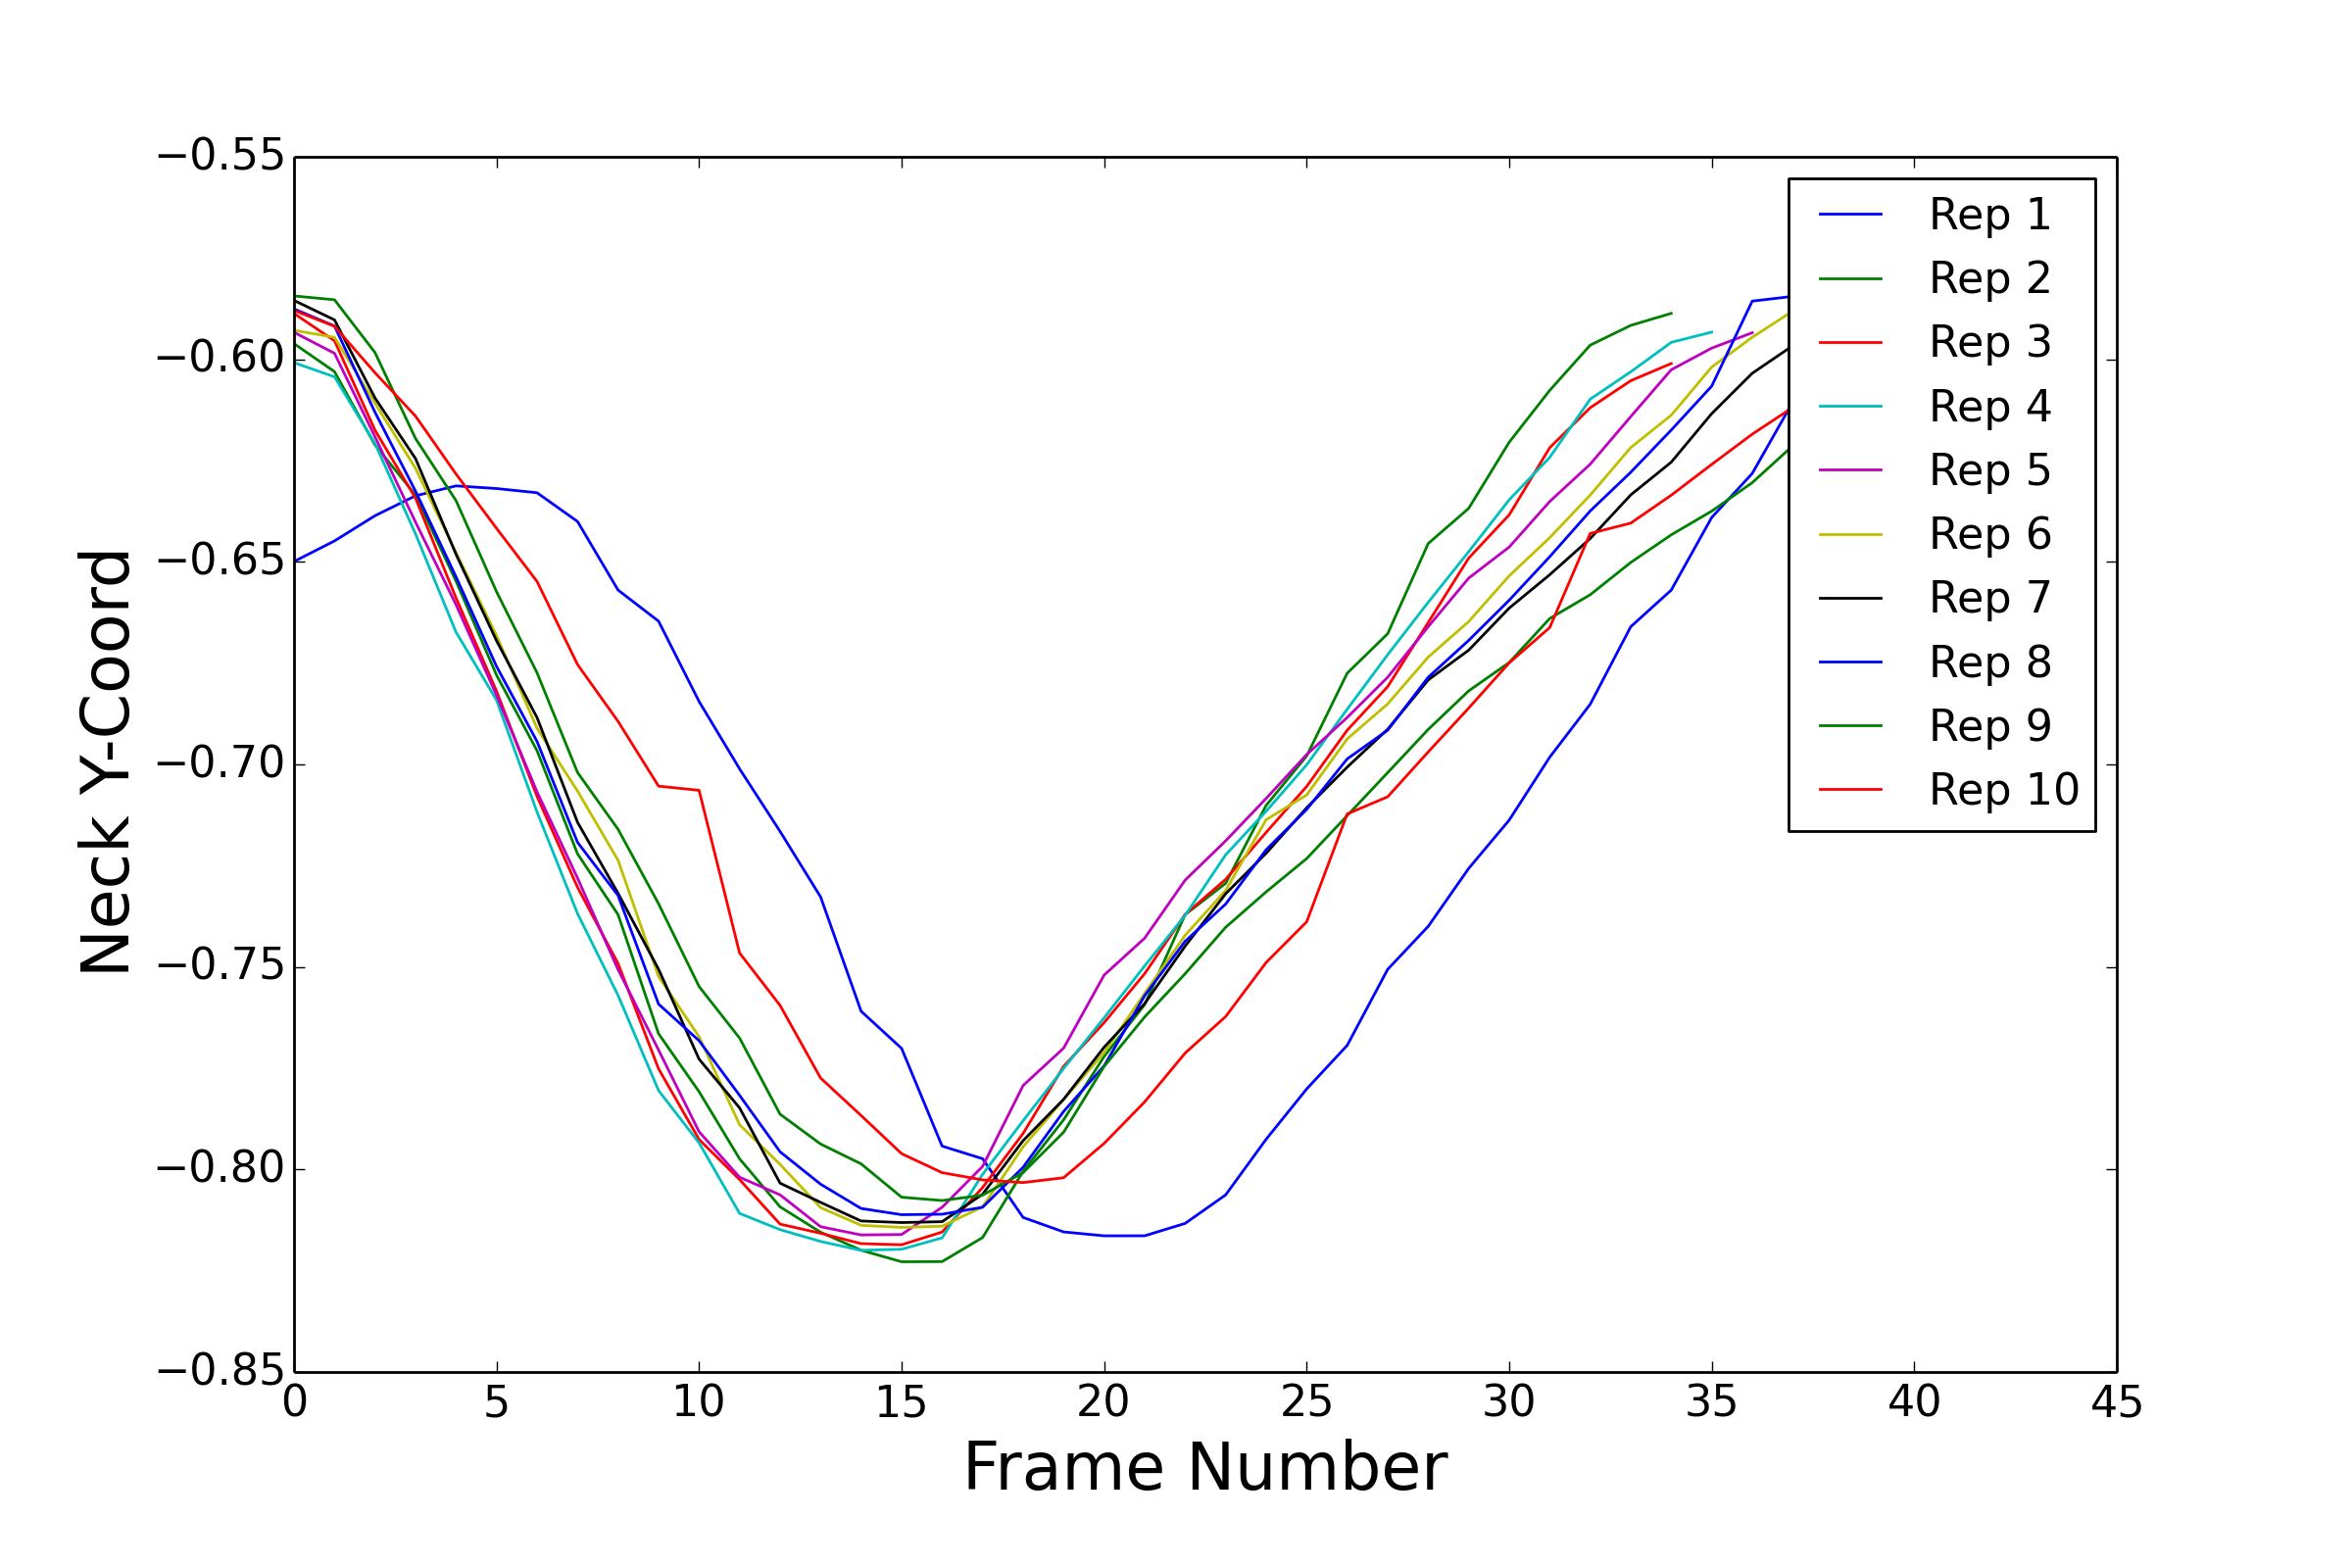 −0.55
−0.60
−0.65
−0.70
−0.75
−0.80
−0.85
Neck Y-Coord
0 5 10 15 20 25 30 35 40 45
Frame Number
Rep 1
Rep 2
Rep 3
Rep 4
Rep 5
Rep 6
Rep 7
Rep 8
Rep 9
Rep 10